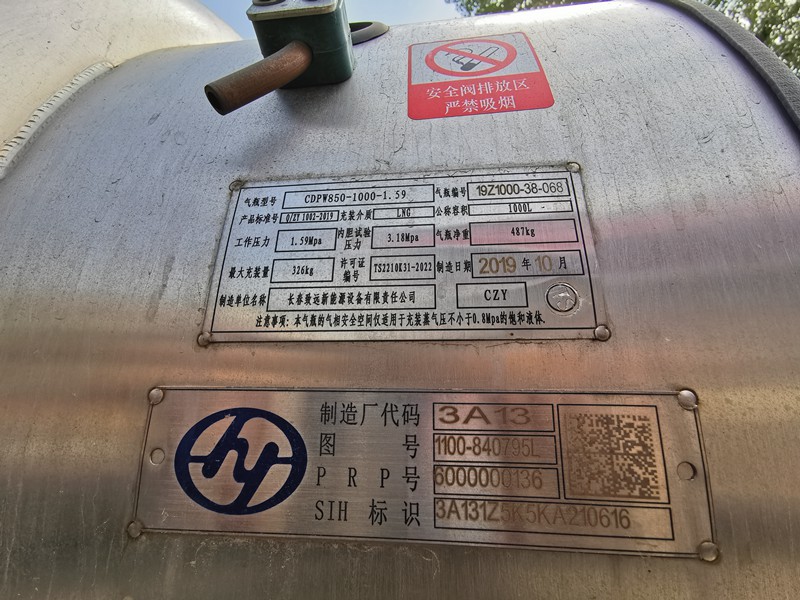 安全阀排放区
严禁吸烟
气瓶型号 CDPW850-1000-1.59 气瓶编号 19Z1000-38-068
产品标准号 Q/ZY 1002-2019 充装介质 LNG 公称容积 1000L
工作压力 1.59Mpa 内胆试验压力 3.18Mpa 气瓶净重 487kg
最大充装量 326kg 许可证编号 TS2210K31-2022 制造日期 2019 年 10 月
制造单位名称 长春致远新能源设备有限责任公司 CZY
注意事项: 本气瓶的气相安全空间仅适用于充装蒸气压不小于0.8Mpa的饱和液体.
hy
制造厂代码 3A13
图 号 1100-840795L
P R P 号 6000000136
SIH 标 识 3A131Z5K5KA210616